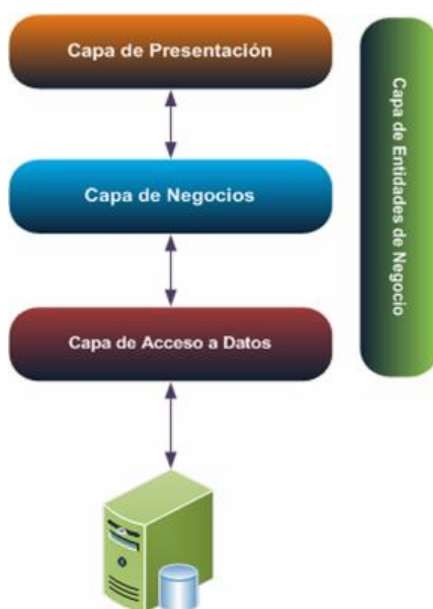 Capa de Presentación
Capa de Entidades de Negocio
Capa de Negocios
Capa de Acceso a Datos